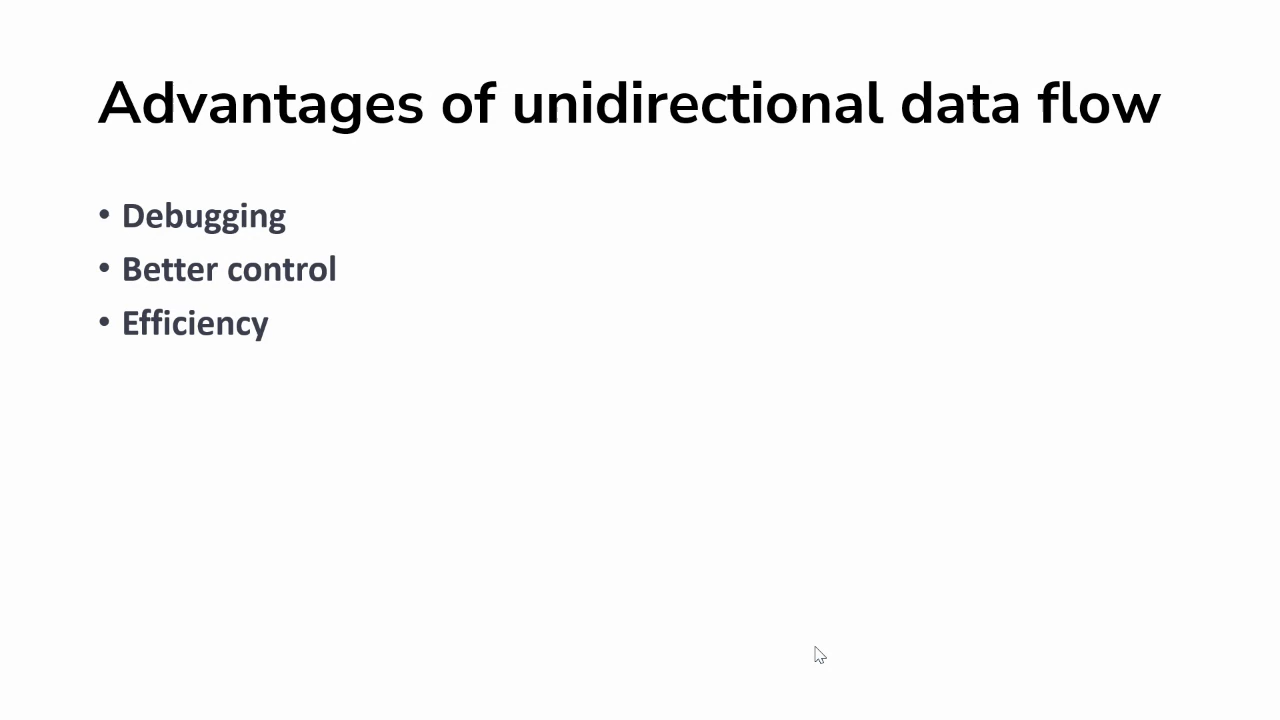 Advantages of unidirectional data flow
• Debugging
• Better control
• Efficiency